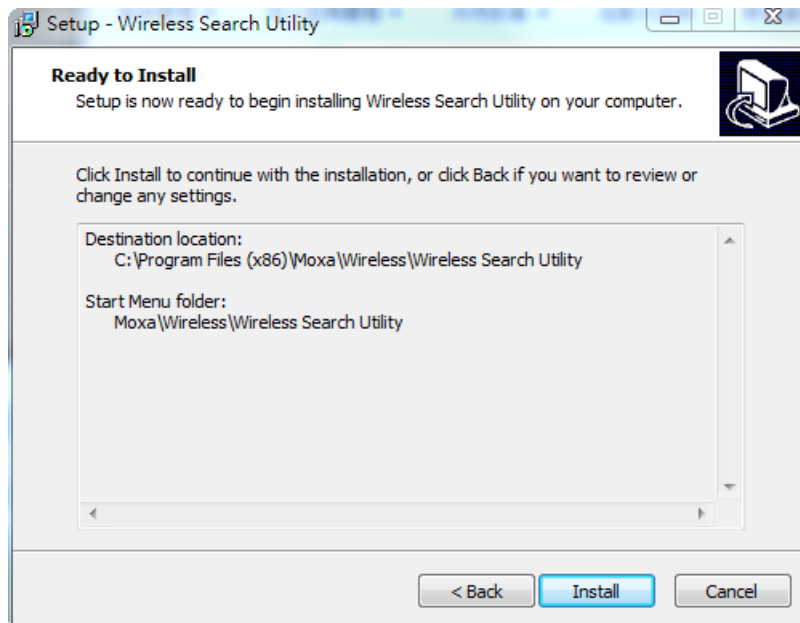 Setup - Wireless Search Utility
Ready to Install
Setup is now ready to begin installing Wireless Search Utility on your computer.
Click Install to continue with the installation, or click Back if you want to review or
change any settings.
Destination location:
C:\Program Files (x86)\Moxa\Wireless\Wireless Search Utility
Start Menu folder:
Moxa\Wireless\Wireless Search Utility
< Back
Install
Cancel